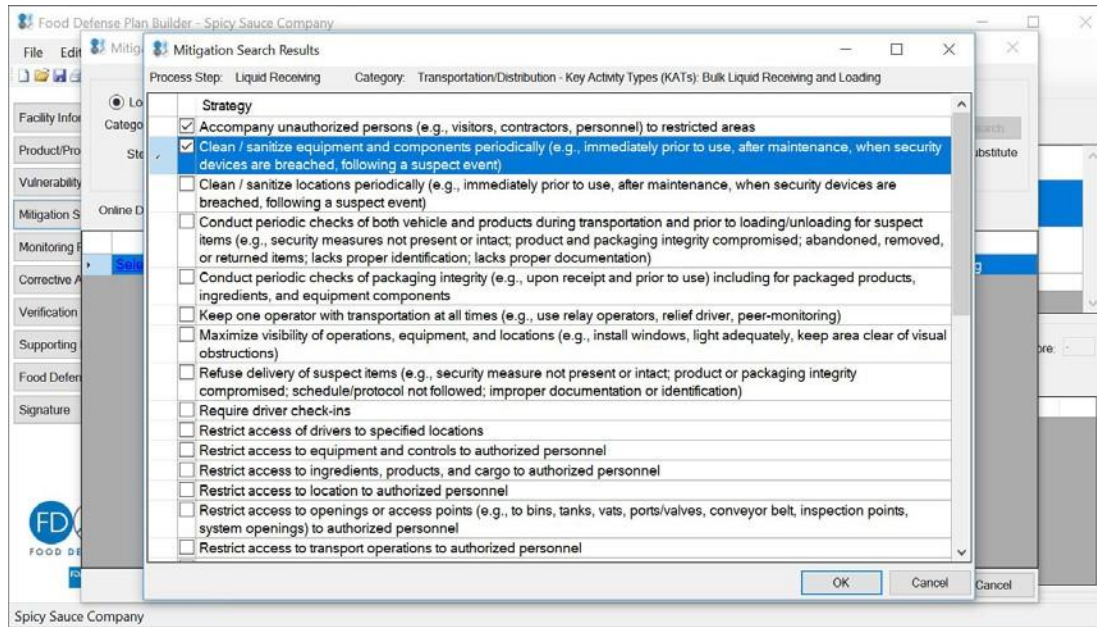 Food Defense Plan Builder - Spicy Sauce Company
File Edit
Mitig
Mitigation Search Results
Process Step: Liquid Receiving Category: Transportation/Distribution - Key Activity Types (KATs): Bulk Liquid Receiving and Loading
Strategy
Accompany unauthorized persons (e.g., visitors, contractors, personnel) to restricted areas
Clean / sanitize equipment and components periodically (e.g., immediately prior to use, after maintenance, when security
devices are breached, following a suspect event)
Clean / sanitize locations periodically (e.g., immediately prior to use, after maintenance, when security devices are
breached, following a suspect event)
Conduct periodic checks of both vehicle and products during transportation and prior to loading/unloading for suspect
items (e.g., security measures not present or intact; product and packaging integrity compromised; abandoned, removed,
or returned items; lacks proper identification; lacks proper documentation)
Conduct periodic checks of packaging integrity (e.g., upon receipt and prior to use) including for packaged products,
ingredients, and equipment components
Keep one operator with transportation at all times (e.g., use relay operators, relief driver, peer-monitoring)
Maximize visibility of operations, equipment, and locations (e.g., install windows, light adequately, keep area clear of visual
obstructions)
Refuse delivery of suspect items (e.g., security measure not present or intact; product or packaging integrity
compromised; schedule/protocol not followed; improper documentation or identification)
Require driver check-ins
Restrict access of drivers to specified locations
Restrict access to equipment and controls to authorized personnel
Restrict access to ingredients, products, and cargo to authorized personnel
Restrict access to location to authorized personnel
Restrict access to openings or access points (e.g., to bins, tanks, vats, ports/valves, conveyor belt, inspection points,
system openings) to authorized personnel
Restrict access to transport operations to authorized personnel
OK Cancel
Facility Infor
Product/Pro
Vulnerability
Mitigation S
Monitoring P
Corrective A
Verification
Supporting
Food Defen
Signature
Lo
Catego
Ste
Online D
Sele
arch
ubstitute
g
ore: -
Cancel
FD
FOOD DE
Spicy Sauce Company